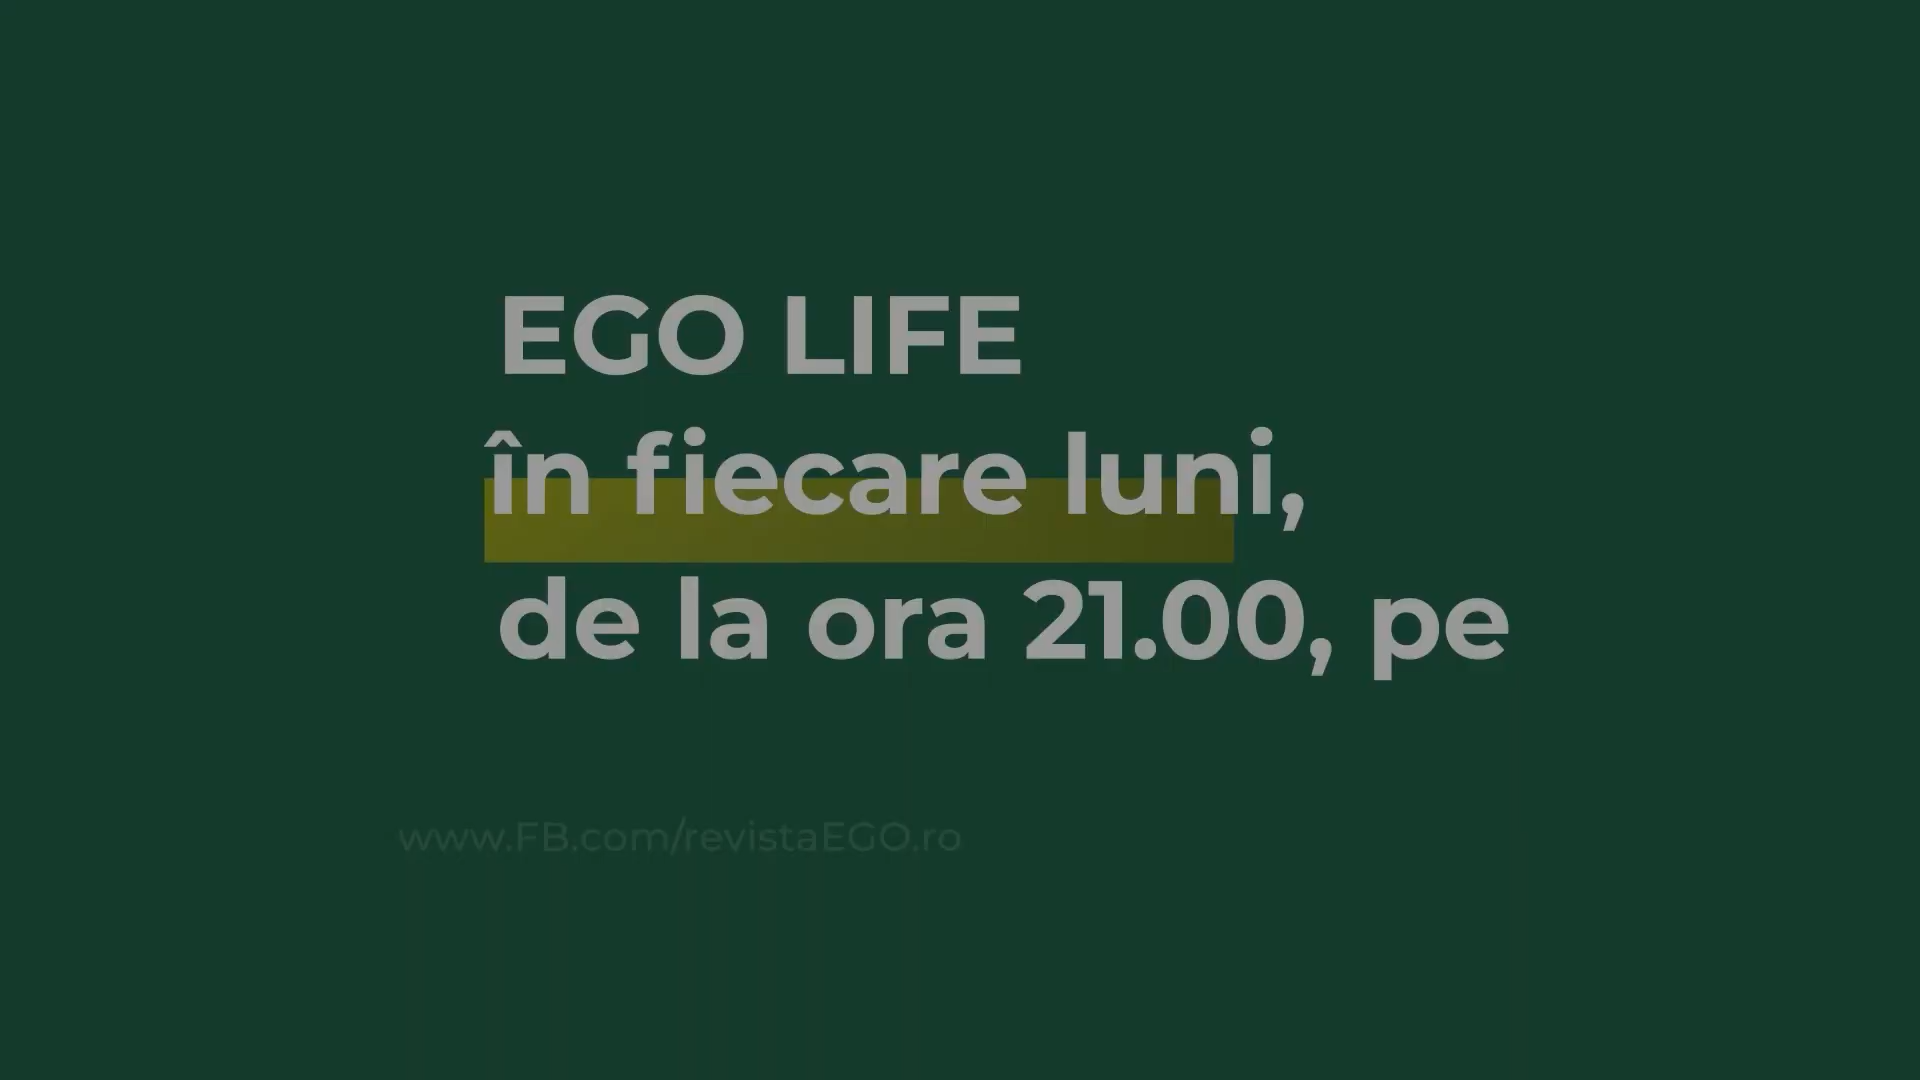 EGO LIFE
în fiecare luni,
de la ora 21.00, pe
www.FB.com/revistaEGO.ro